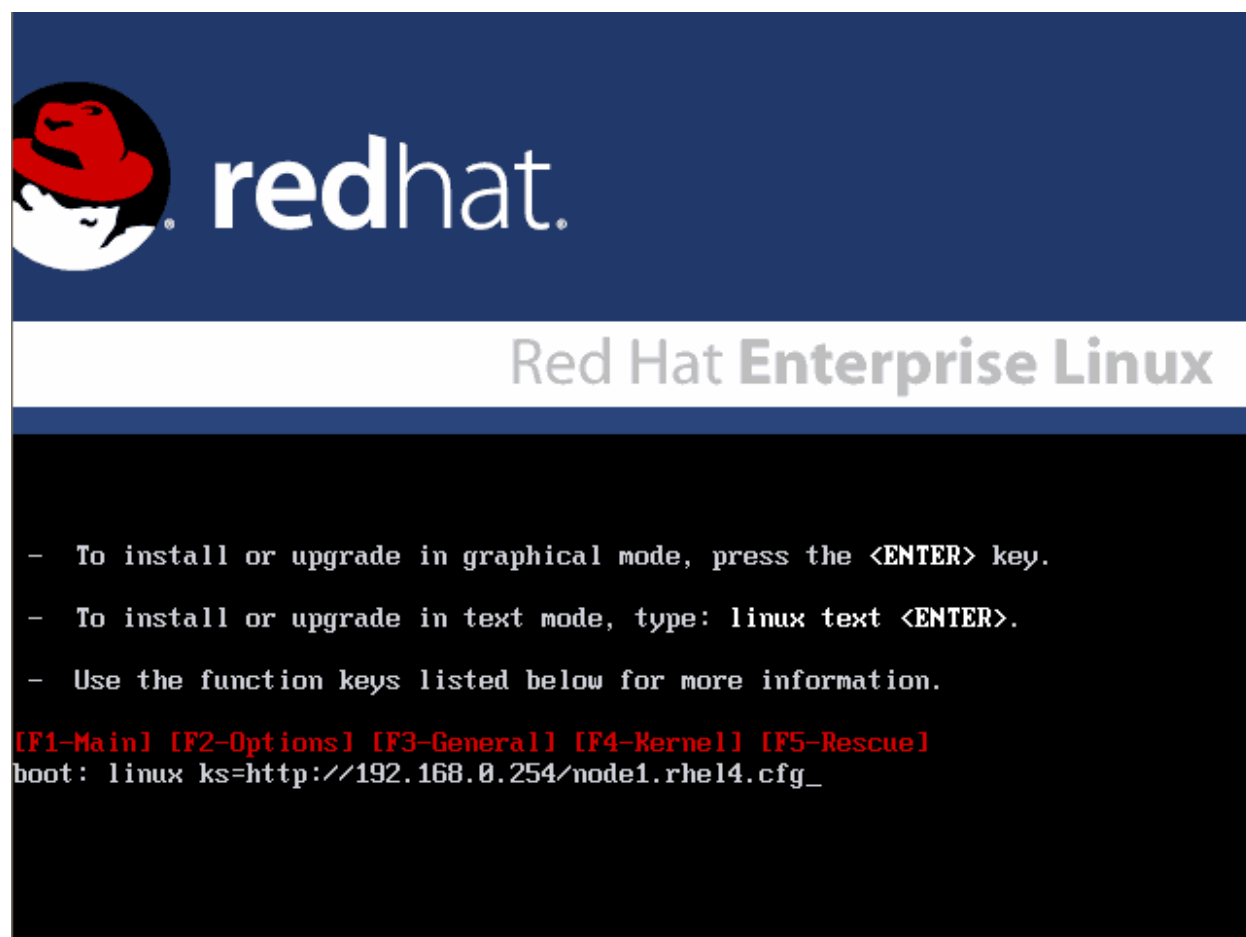 redhat.
Red Hat Enterprise Linux
- To install or upgrade in graphical mode, press the <ENTER> key.
- To install or upgrade in text mode, type: linux text <ENTER>.
- Use the function keys listed below for more information.
[F1-Main] [F2-Options] [F3-General] [F4-Kernel] [F5-Rescue]
boot: linux ks=http://192.168.0.254/node1.rhel4.cfg_